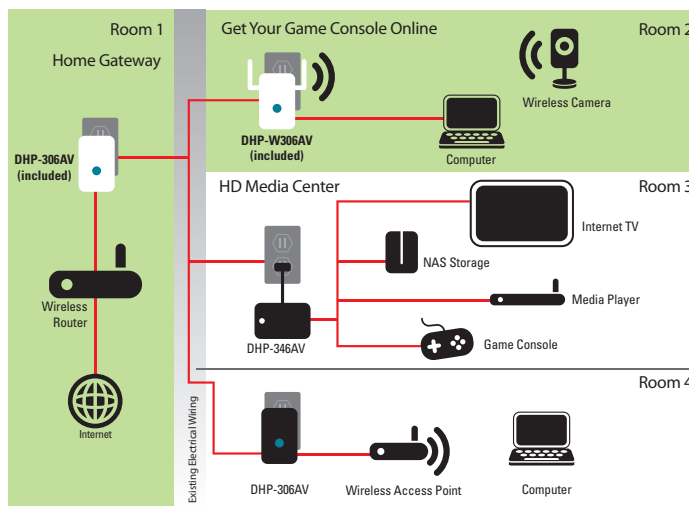 Room 1
Home Gateway
DHP-306AV
(included)
Wireless
Router
Internet
Existing Electrical Wiring
Get Your Game Console Online
Room 2
DHP-W306AV
(included)
Computer
Wireless Camera
HD Media Center
Room 3
Internet TV
NAS Storage
Media Player
Game Console
DHP-346AV
Room 4
DHP-306AV
Wireless Access Point
Computer